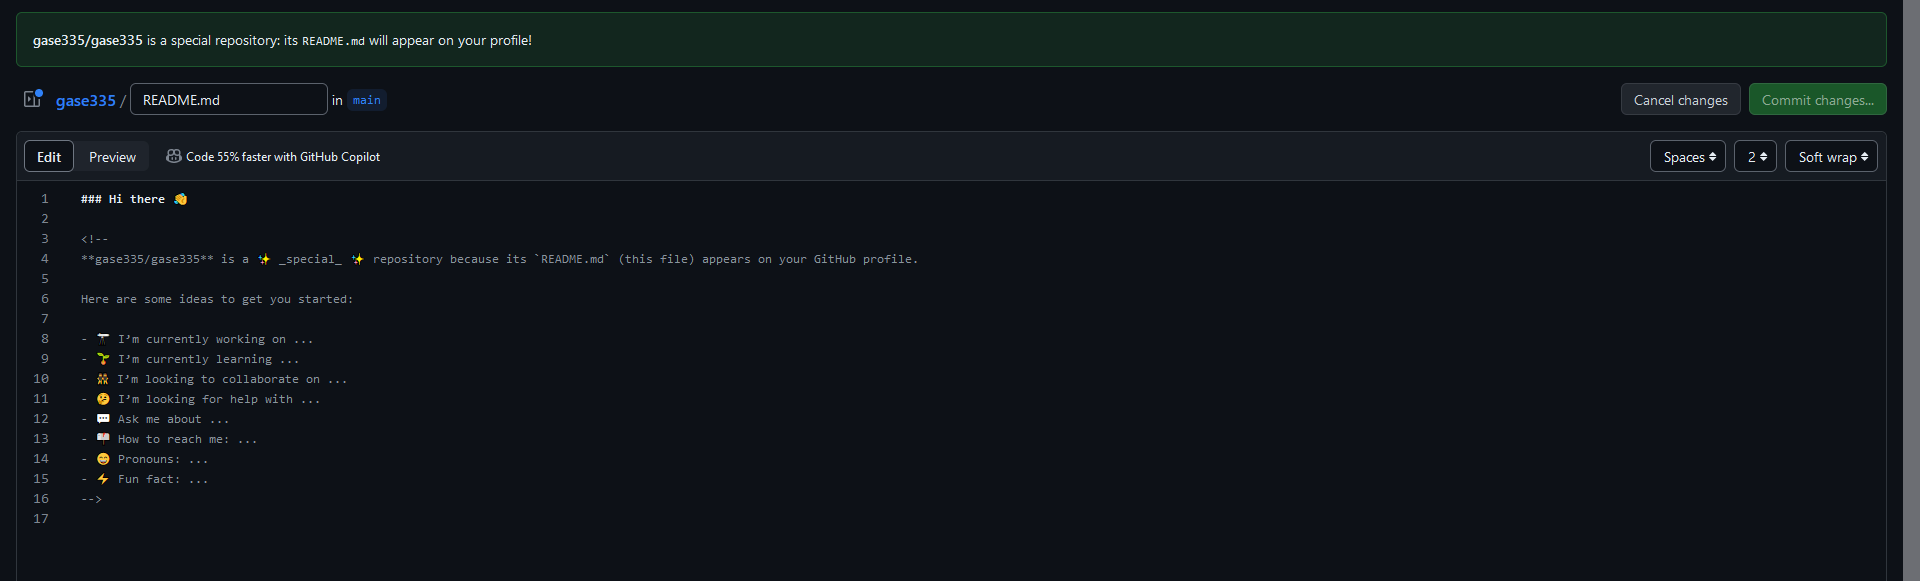 gase335/gase335 is a special repository: its README.md will appear on your profile!
gase335 / README.md in main
Cancel changes
Commit changes...
Edit
Preview
Code 55% faster with GitHub Copilot
Spaces
2
Soft wrap
1 ### Hi there 👋
2
3 <!--
4 **gase335/gase335** is a ✨ _special_ ✨ repository because its `README.md` (this file) appears on your GitHub profile.
5
6 Here are some ideas to get you started:
7
8 - 🔭 I’m currently working on ...
9 - 🌱 I’m currently learning ...
10 - 👯 I’m looking to collaborate on ...
11 - 🤔 I’m looking for help with ...
12 - 💬 Ask me about ...
13 - 📫 How to reach me: ...
14 - 😄 Pronouns: ...
15 - ⚡ Fun fact: ...
16 -->
17